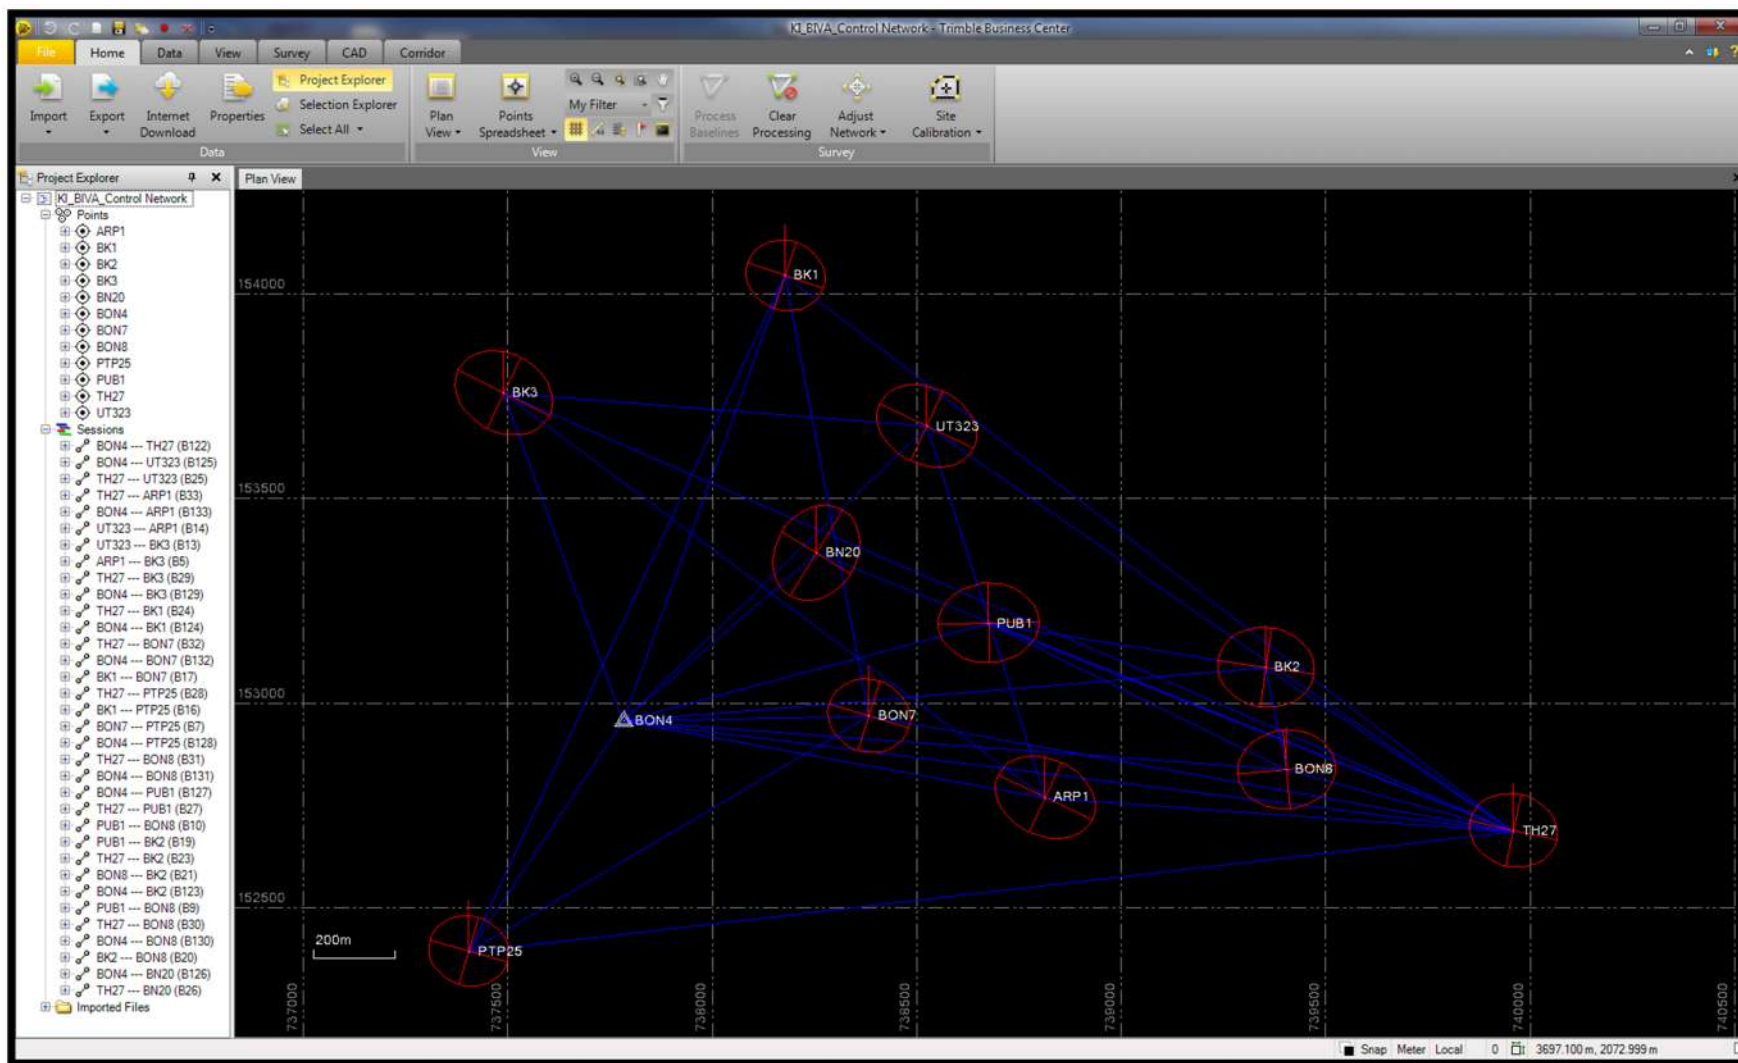 KI_BIVA_Control Network - Trimble Business Center
File Home Data View Survey CAD Corridor
Import
Export
Internet
Download
Properties
Project Explorer
Selection Explorer
Select All
Data
Plan
View
Points
Spreadsheet
My Filter
View
Process
Baselines
Clear
Processing
Adjust
Network
Site
Calibration
Survey
Project Explorer
KI_BIVA_Control Network
Points
ARP1
BK1
BK2
BK3
BN20
BON4
BON7
BON8
PTP25
PUB1
TH27
UT323
Sessions
BON4 --- TH27 (B122)
BON4 --- UT323 (B125)
TH27 --- UT323 (B25)
TH27 --- ARP1 (B33)
BON4 --- ARP1 (B133)
UT323 --- ARP1 (B14)
UT323 --- BK3 (B13)
ARP1 --- BK3 (B5)
TH27 --- BK3 (B29)
BON4 --- BK3 (B129)
TH27 --- BK1 (B24)
BON4 --- BK1 (B124)
TH27 --- BON7 (B32)
BON4 --- BON7 (B132)
BK1 --- BON7 (B17)
TH27 --- PTP25 (B28)
BK1 --- PTP25 (B16)
BON7 --- PTP25 (B7)
BON4 --- PTP25 (B128)
TH27 --- BON8 (B31)
BON4 --- BON8 (B131)
BON4 --- PUB1 (B127)
TH27 --- PUB1 (B27)
PUB1 --- BON8 (B10)
PUB1 --- BK2 (B19)
TH27 --- BK2 (B23)
BON8 --- BK2 (B21)
BON4 --- BK2 (B123)
PUB1 --- BON8 (B9)
TH27 --- BON8 (B30)
BON4 --- BON8 (B130)
BK2 --- BON8 (B20)
BON4 --- BN20 (B126)
TH27 --- BN20 (B26)
Imported Files
Plan View
BK1
154000
BK3
UT323
153500
BN20
PUB1
BK2
153000
BON4
BON7
BON8
ARP1
TH27
152500
200m
PTP25
737000
737500
738000
738500
739000
739500
740000
740500
Snap Meter Local 0 3697.100 m, 2072.999 m